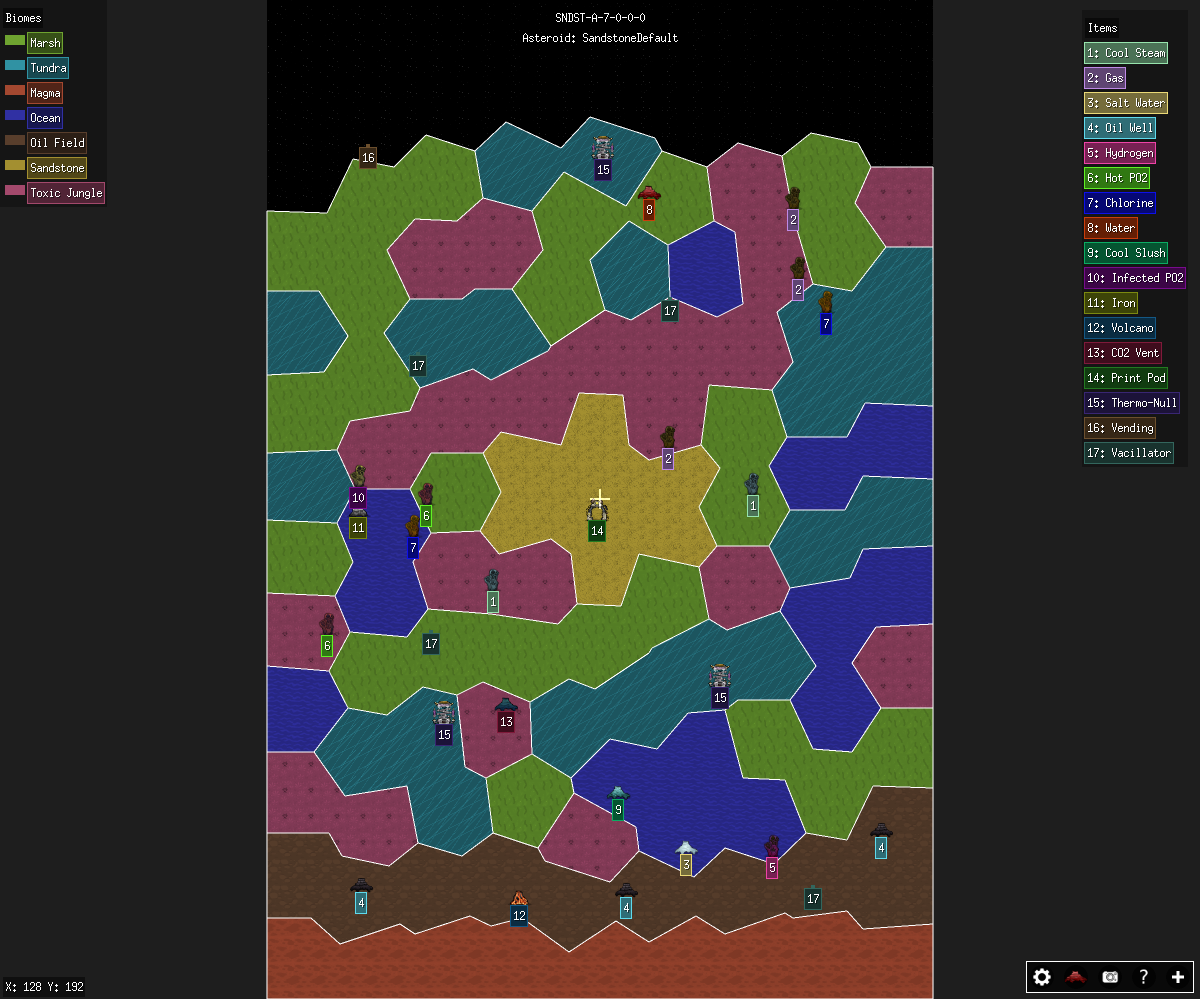 SNDST-A-7-0-0-0
Asteroid: SandstoneDefault
Biomes
Marsh
Tundra
Magma
Ocean
Oil Field
Sandstone
Toxic Jungle
Items
1: Cool Steam
2: Gas
3: Salt Water
4: Oil Well
5: Hydrogen
6: Hot PO2
7: Chlorine
8: Water
9: Cool Slush
10: Infected PO2
11: Iron
12: Volcano
13: CO2 Vent
14: Print Pod
15: Thermo-Null
16: Vending
17: Vacillator
16
15
8
2
2
17
7
17
2
10
6
1
11
14
7
1
6
17
15
13
15
9
4
3
5
4
4
17
12
X: 128 Y: 192
?